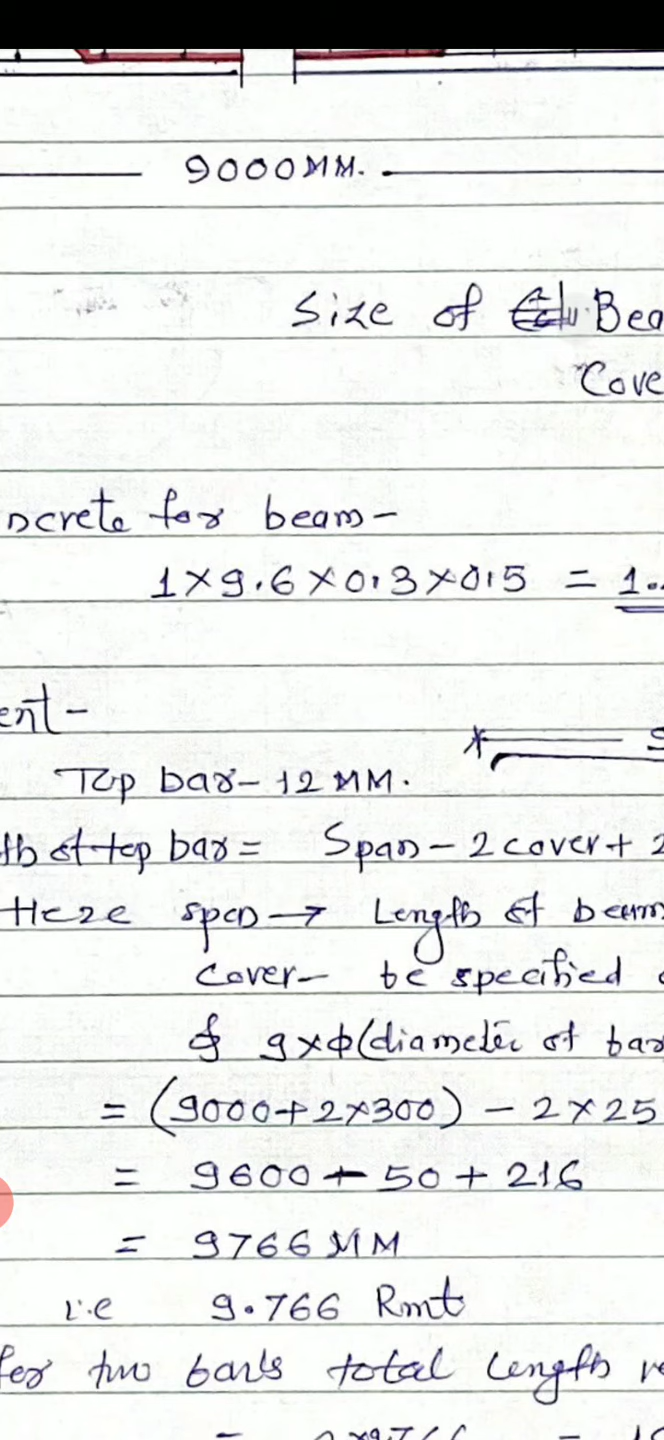 9000MM.
Size of Bea
Cove
ncrete for beam-
1×9.6×0.3×0.5 = 1.
ent-
Top bar-12 MM.
th of top bar = Span - 2 cover + 2
Here span → Length of beam
cover- be specified
& 9×ϕ(diameter of bar
= (9000+2×300) - 2×25
= 9600 - 50 + 216
= 9766 MM
i.e 9.766 Rmt
for two bars total length re